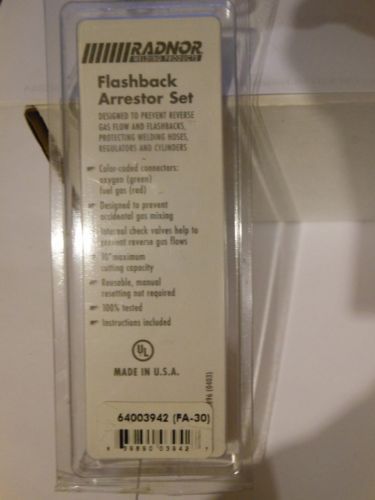 RADNOR
WELDING PRODUCTS
Flashback
Arrestor Set
DESIGNED TO PREVENT REVERSE
GAS FLOW AND FLASHBACKS,
PROTECTING WELDING HOSES,
REGULATORS AND CYLINDERS
Color-coded connectors:
oxygen (green)
fuel gas (red)
Designed to prevent
accidental gas mixing
Internal check valves help to
prevent reverse gas flows
10" maximum
cutting capacity
Reusable, manual
resetting not required
100% tested
Instructions included
UL
MADE IN U.S.A.
64003942 (FA-30)